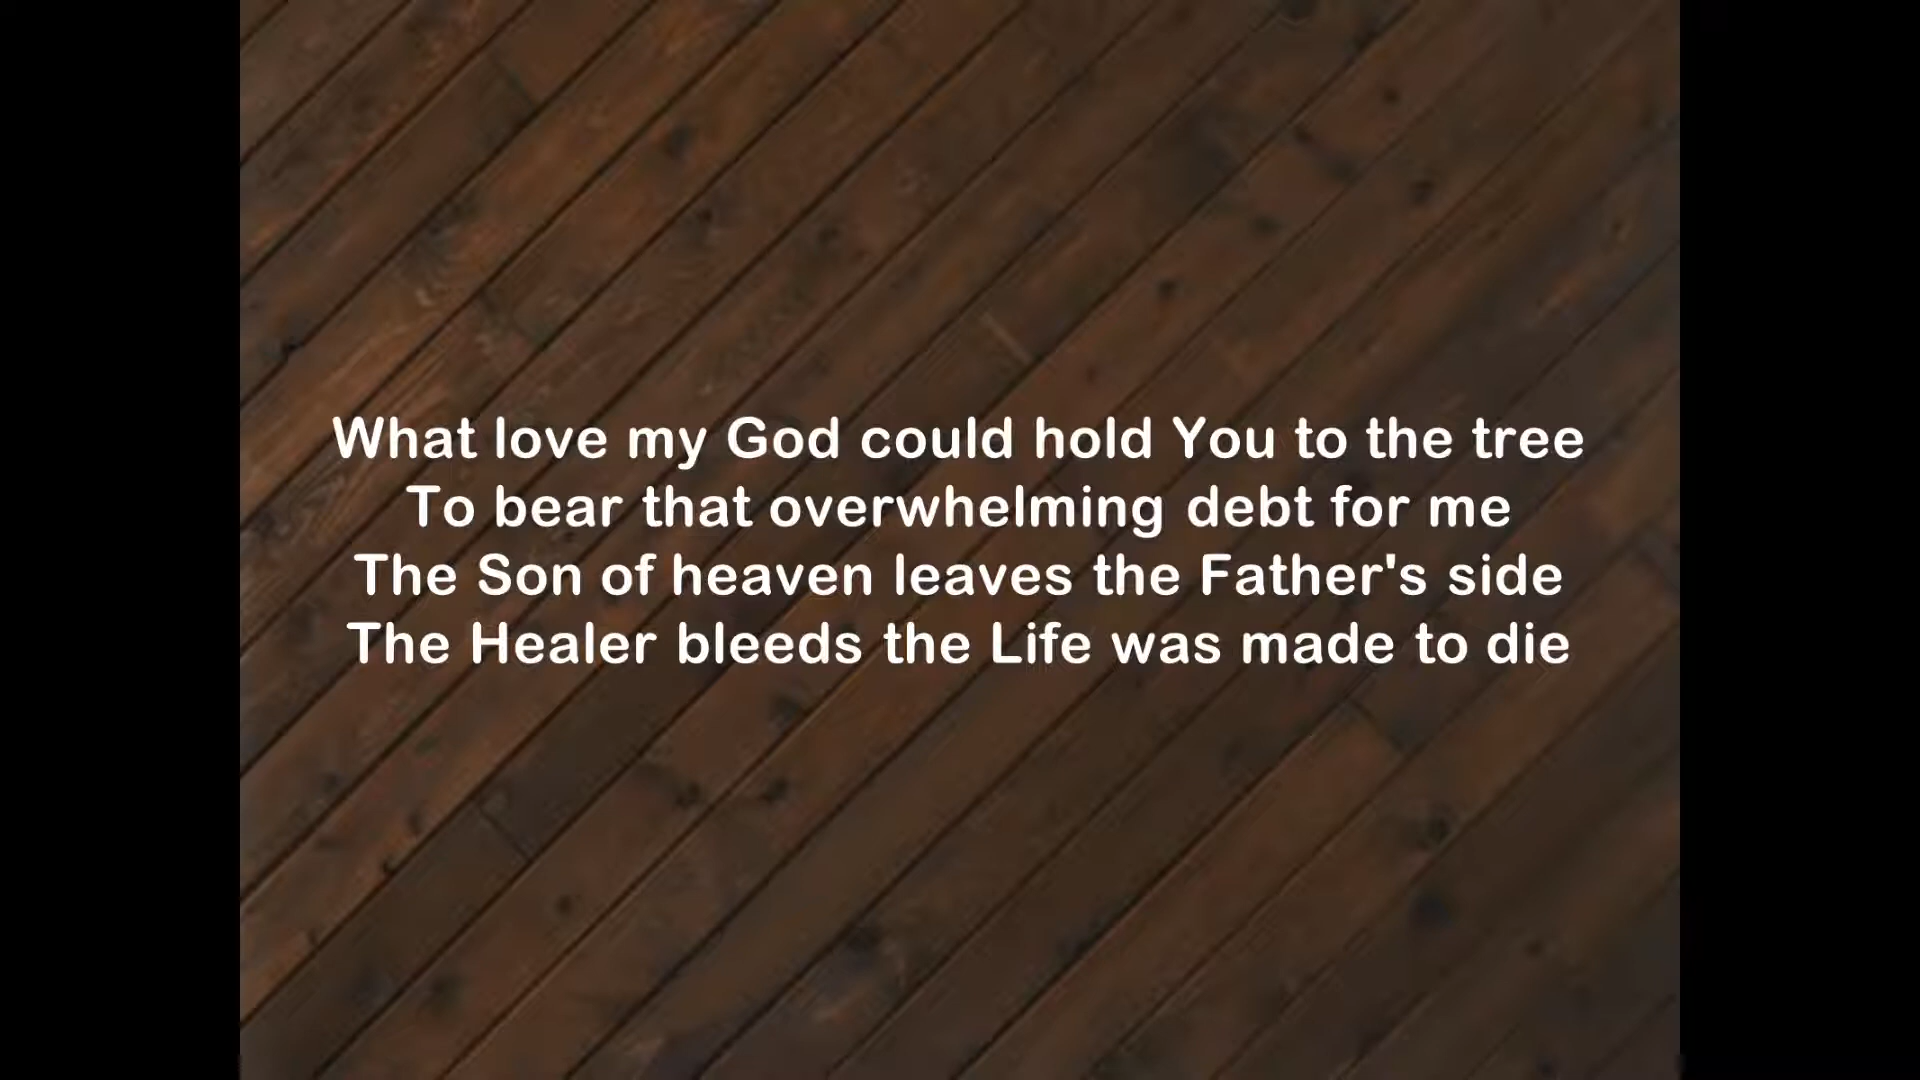 What love my God could hold You to the tree
To bear that overwhelming debt for me
The Son of heaven leaves the Father's side
The Healer bleeds the Life was made to die